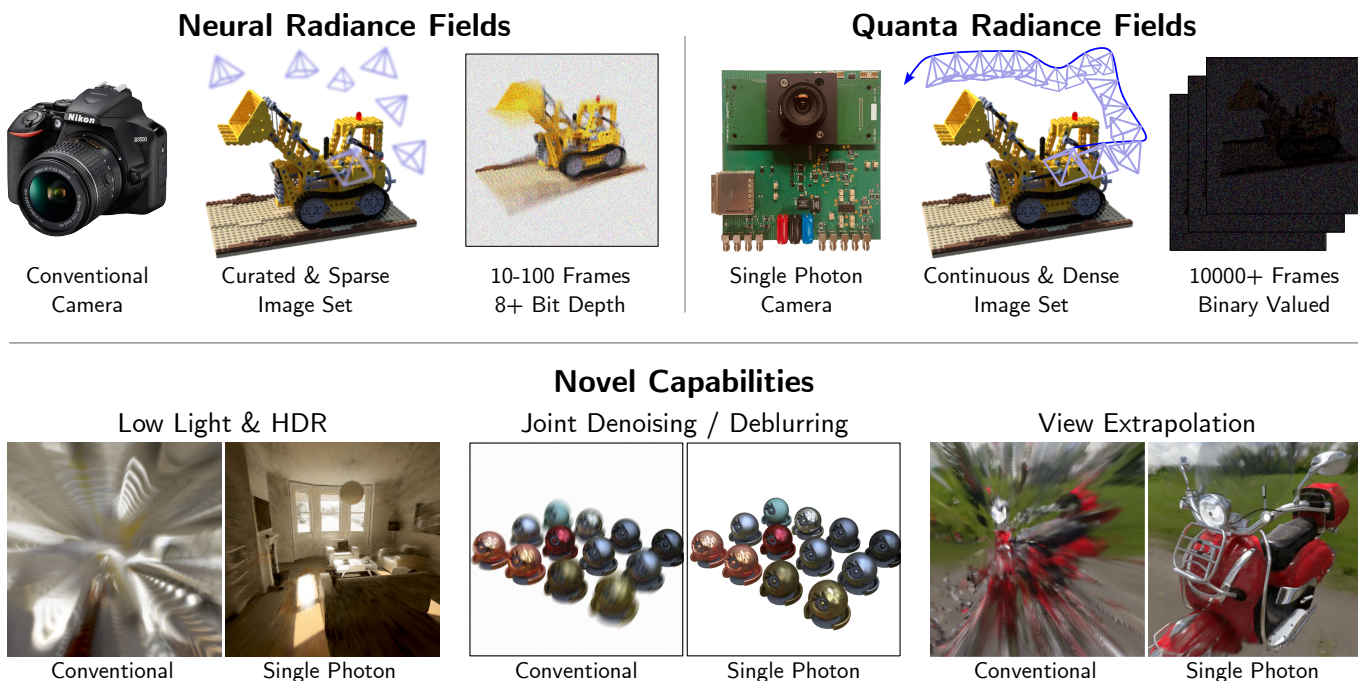 Neural Radiance Fields
Quanta Radiance Fields
Nikon
D3500
Conventional
Camera
Curated & Sparse
Image Set
10-100 Frames
8+ Bit Depth
Single Photon
Camera
Continuous & Dense
Image Set
10000+ Frames
Binary Valued
Novel Capabilities
Low Light & HDR
Joint Denoising / Deblurring
View Extrapolation
Conventional
Single Photon
Conventional
Single Photon
Conventional
Single Photon